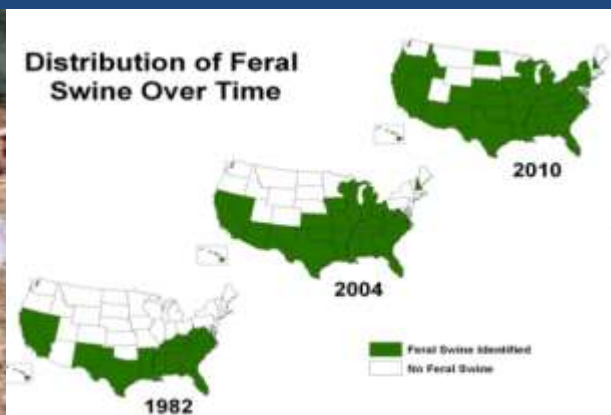 Distribution of Feral
Swine Over Time
2010
2004
1982
Feral Swine Identified
No Feral Swine